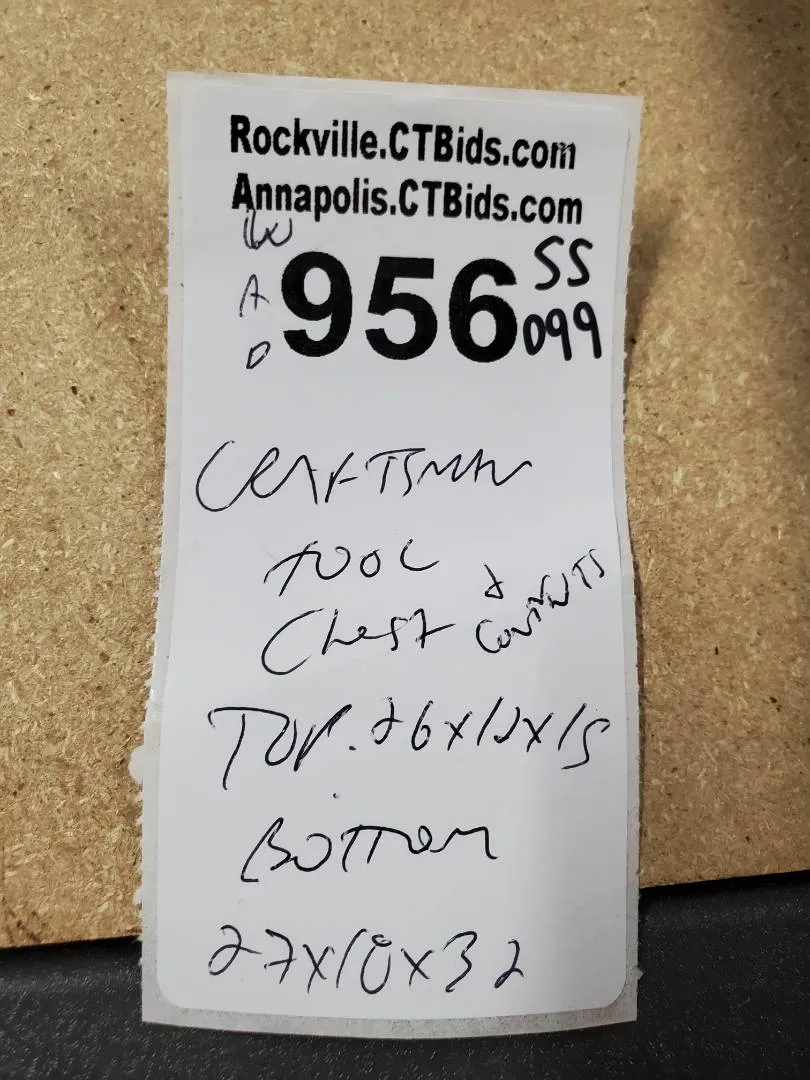 Rockville.CTBids.com
Annapolis.CTBids.com
956
SS
099
CRAFTSMAN
TOOL
Chest & CONTENTS
TOP. 26x12x15
BOTTOM
27x18x32